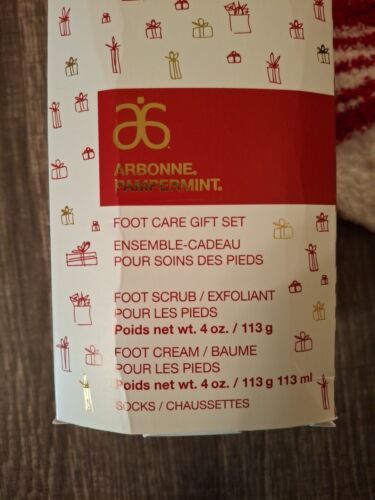 ARBONNE®
PAMPERMINT®
FOOT CARE GIFT SET
ENSEMBLE-CADEAU
POUR SOINS DES PIEDS
FOOT SCRUB / EXFOLIANT
POUR LES PIEDS
Poids net wt. 4 oz. / 113 g
FOOT CREAM / BAUME
POUR LES PIEDS
Poids net wt. 4 oz. / 113 g 113 ml
SOCKS / CHAUSSETTES